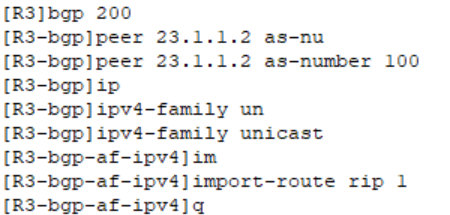 [R3]bgp 200
[R3-bgp]peer 23.1.1.2 as-nu
[R3-bgp]peer 23.1.1.2 as-number 100
[R3-bgp]ip
[R3-bgp]ipv4-family un
[R3-bgp]ipv4-family unicast
[R3-bgp-af-ipv4]im
[R3-bgp-af-ipv4]import-route rip 1
[R3-bgp-af-ipv4]q